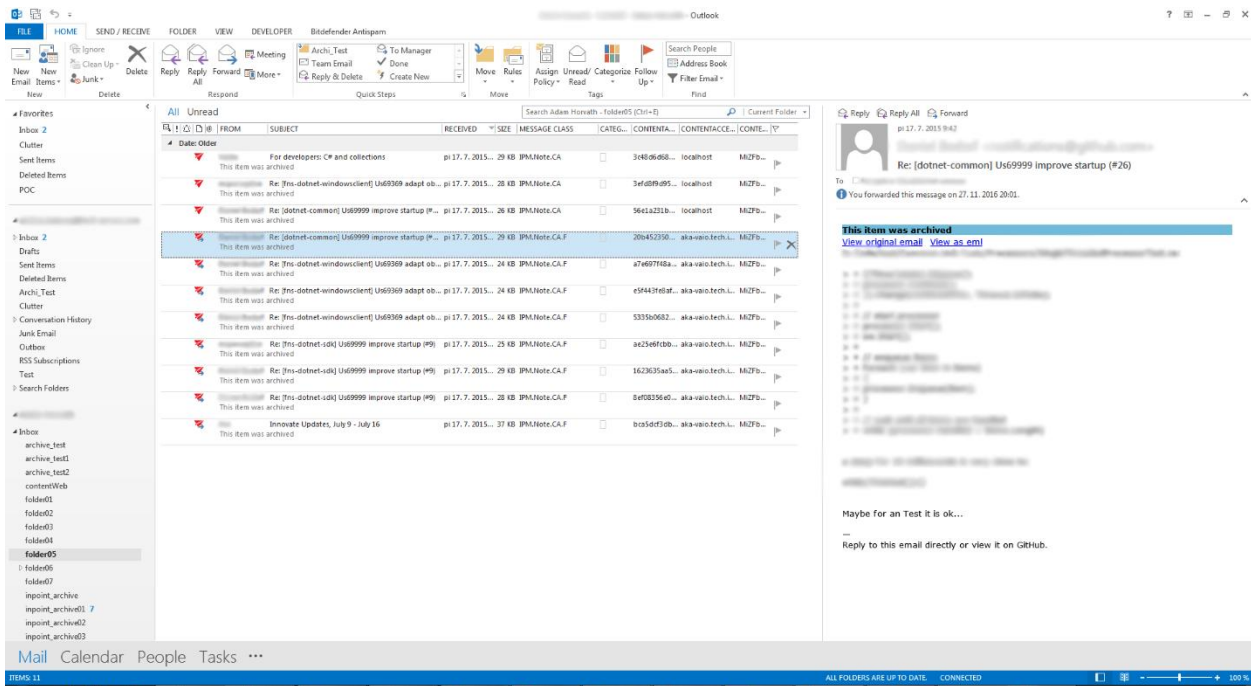 Outlook
FILE HOME SEND / RECEIVE FOLDER VIEW DEVELOPER Bitdefender Antispam
New Email
New Items
Ignore
Clean Up
Junk
Delete
Reply
Reply All
Forward
Meeting
More
Archi_Test
Team Email
Reply & Delete
To Manager
Done
Create New
Move
Rules
Assign Policy
Unread/ Read
Categorize
Follow Up
Search People
Address Book
Filter Email
New Delete Respond Quick Steps Move Tags Find
Favorites
Inbox 2
Clutter
Sent Items
Deleted Items
POC
Inbox 2
Drafts
Sent Items
Deleted Items
Archi_Test
Clutter
Conversation History
Junk Email
Outbox
RSS Subscriptions
Test
Search Folders
Inbox
archive_test
archive_test1
archive_test2
contentWeb
folder01
folder02
folder03
folder04
folder05
folder06
folder07
inpoint_archive
inpoint_archive01 7
inpoint_archive02
inpoint_archive03
All Unread
Search Adam Horvath - folder05 (Ctrl+E) Current Folder
FROM SUBJECT RECEIVED SIZE MESSAGE CLASS CATEG... CONTENTA... CONTENTACCE... CONTE...
Date: Older
For developers: C# and collections pi 17. 7. 2015... 29 KB IPM.Note.CA 3c48d6d68... localhost MiZFb...
This item was archived
Re: [fns-dotnet-windowsclient] Us69369 adapt ob... pi 17. 7. 2015... 28 KB IPM.Note.CA 3efd8f9d95... localhost MiZFb...
This item was archived
Re: [dotnet-common] Us69999 improve startup (#... pi 17. 7. 2015... 26 KB IPM.Note.CA 56e1a231b... localhost MiZFb...
This item was archived
Re: [dotnet-common] Us69999 improve startup (#... pi 17. 7. 2015... 29 KB IPM.Note.CA.F 20b452350... aka-vaio.tech.i... MiZFb...
This item was archived
Re: [fns-dotnet-windowsclient] Us69369 adapt ob... pi 17. 7. 2015... 24 KB IPM.Note.CA.F a7e697f48a... aka-vaio.tech.i... MiZFb...
This item was archived
Re: [fns-dotnet-windowsclient] Us69369 adapt ob... pi 17. 7. 2015... 24 KB IPM.Note.CA.F e5f443fe8af... aka-vaio.tech.i... MiZFb...
This item was archived
Re: [fns-dotnet-windowsclient] Us69369 adapt ob... pi 17. 7. 2015... 24 KB IPM.Note.CA.F 5335b0682... aka-vaio.tech.i... MiZFb...
This item was archived
Re: [fns-dotnet-sdk] Us69999 improve startup (#9) pi 17. 7. 2015... 25 KB IPM.Note.CA.F ae25e6fcbb... aka-vaio.tech.i... MiZFb...
This item was archived
Re: [fns-dotnet-sdk] Us69999 improve startup (#9) pi 17. 7. 2015... 29 KB IPM.Note.CA.F 1623635aa5... aka-vaio.tech.i... MiZFb...
This item was archived
Re: [fns-dotnet-sdk] Us69999 improve startup (#9) pi 17. 7. 2015... 28 KB IPM.Note.CA.F 8ef08356e0... aka-vaio.tech.i... MiZFb...
This item was archived
Innovate Updates, July 9 - July 16 pi 17. 7. 2015... 37 KB IPM.Note.CA.F bca5dcf3db... aka-vaio.tech.i... MiZFb...
This item was archived
Reply Reply All Forward
pi 17. 7. 2015 9:43
Re: [dotnet-common] Us69999 improve startup (#26)
To
You forwarded this message on 27. 11. 2016 20:01.
This item was archived
View original email View as eml
Maybe for an Test it is ok...
—
Reply to this email directly or view it on GitHub.
Mail Calendar People Tasks ...
ITEMS: 11 ALL FOLDERS ARE UP TO DATE. CONNECTED 100 %